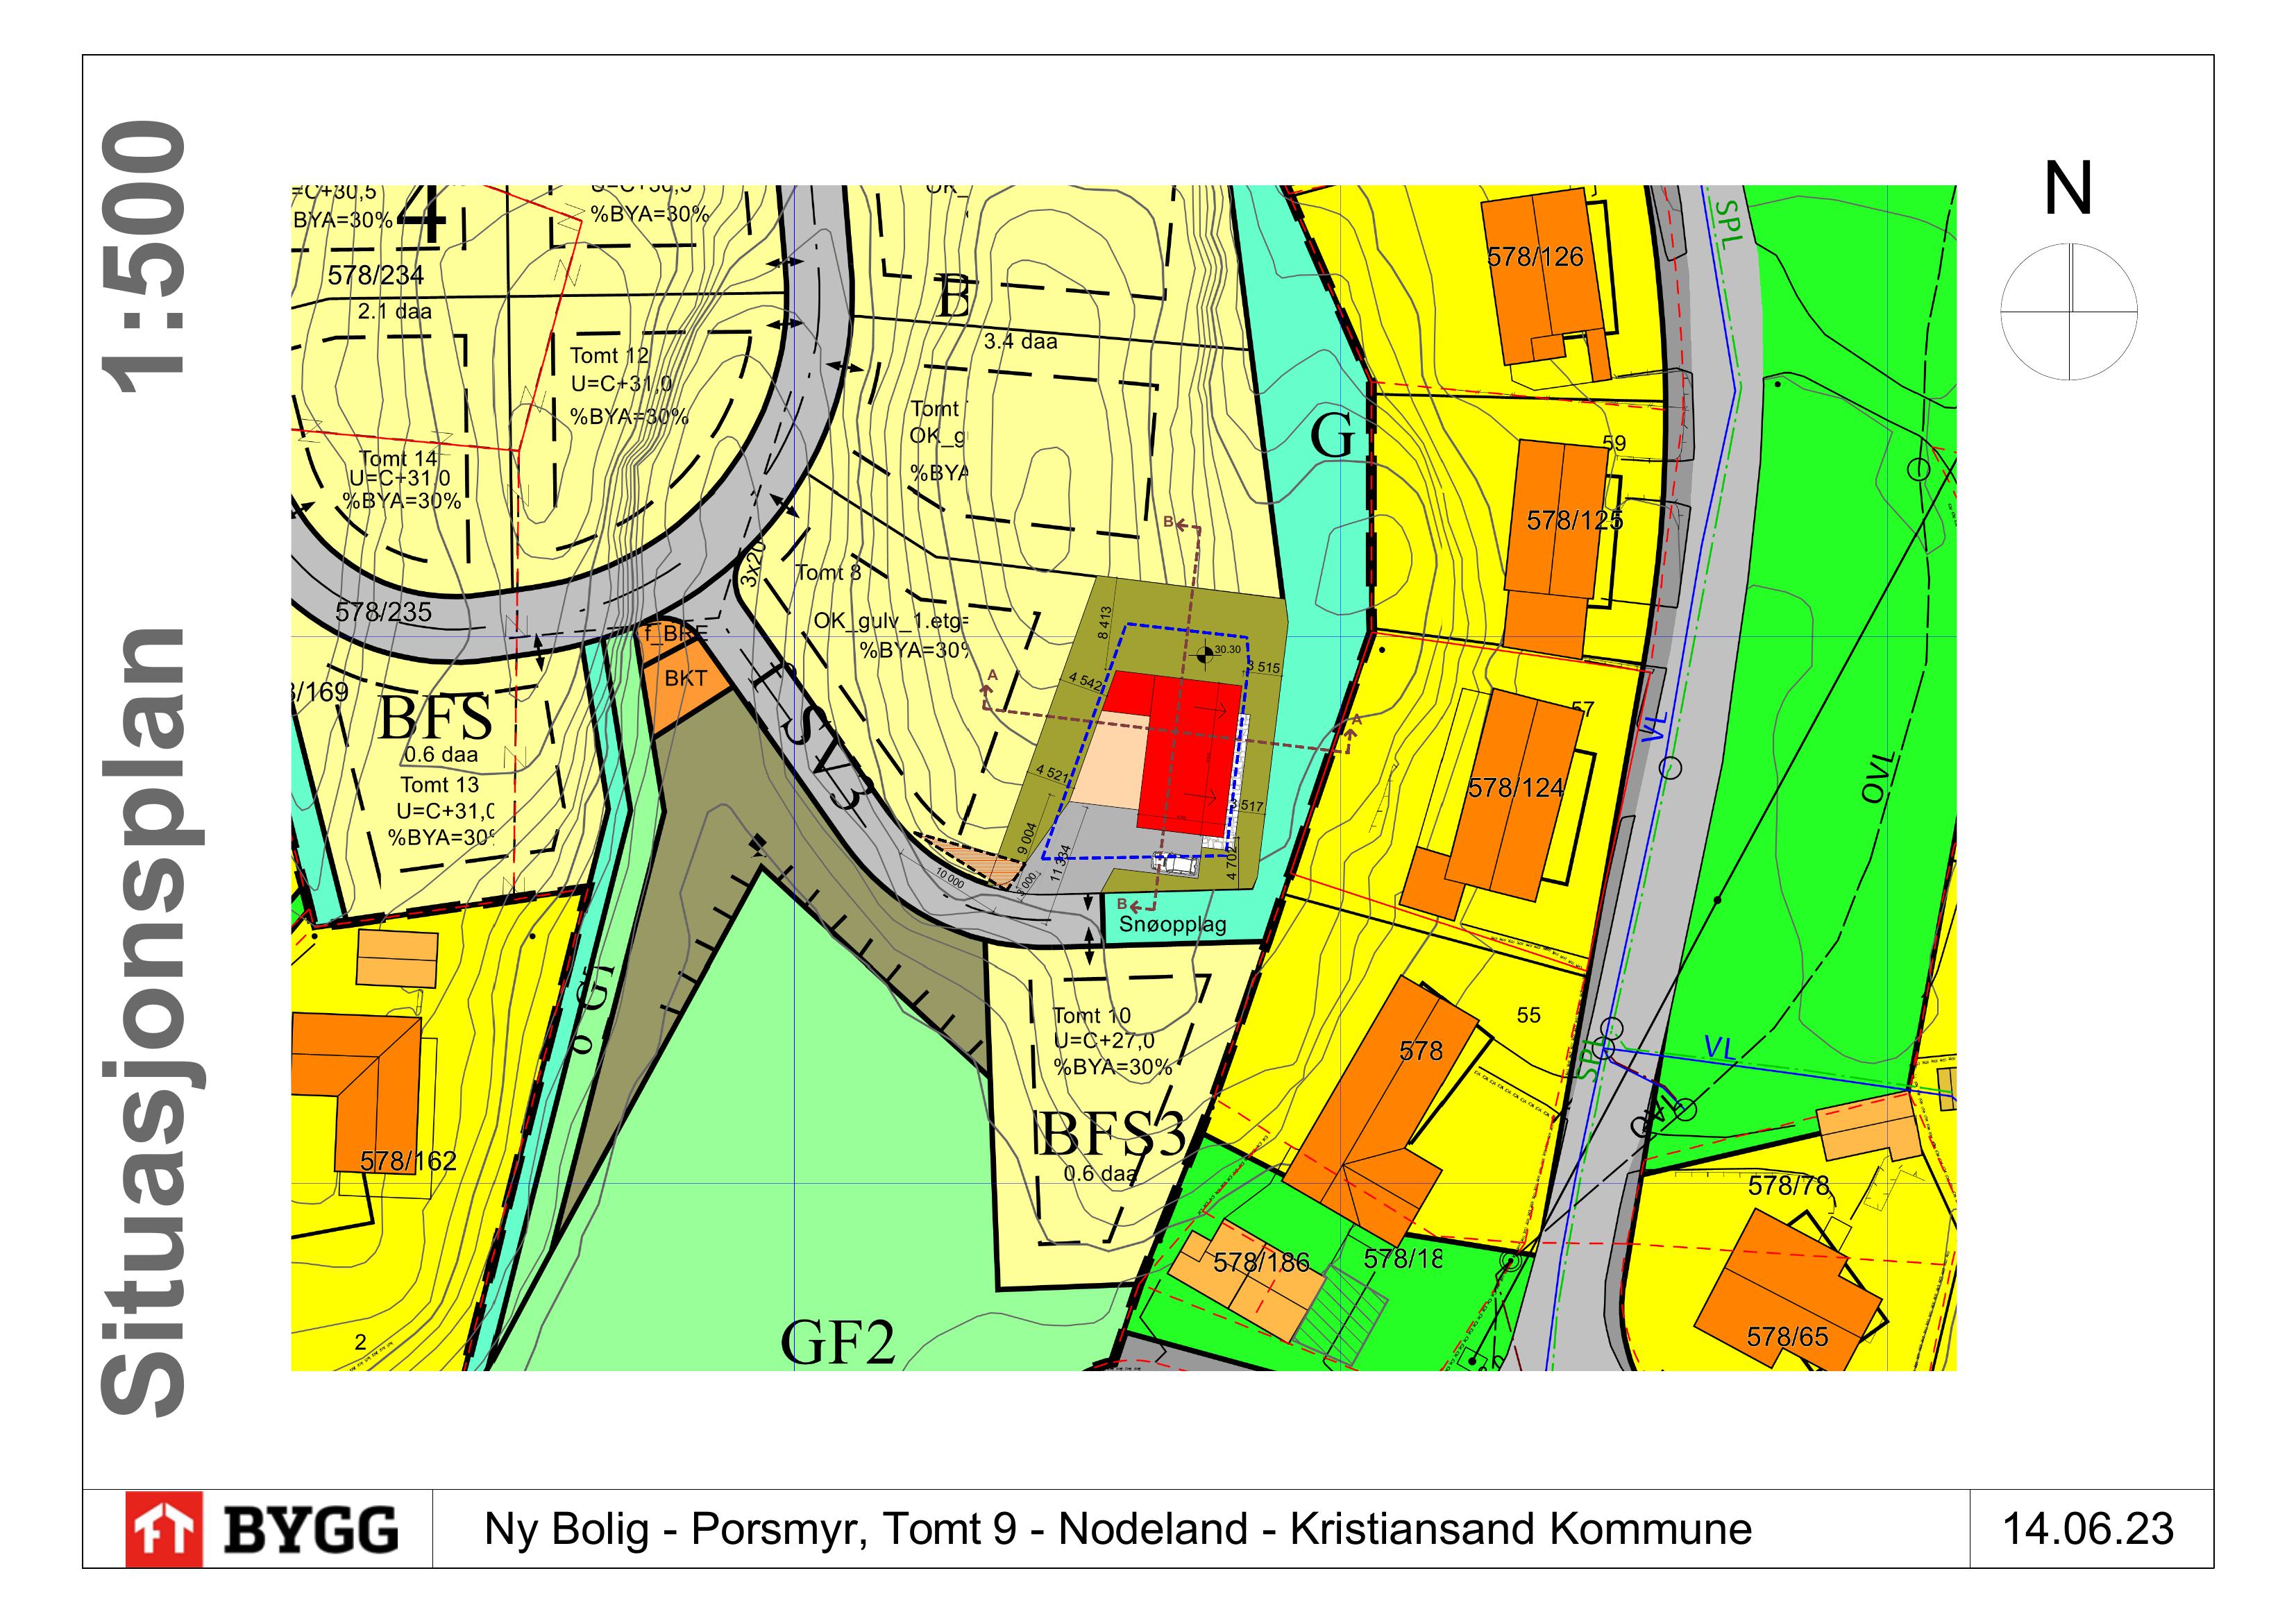 Situasjonsplan 1:500
N
=C+30,5
BYA=30%
4
%BYA=30%
578/234
2.1 daa
B
3.4 daa
Tomt 12
U=C+31,0
%BYA=30%
Tomt 14
U=C+31,0
%BYA=30%
Tomt
OK_g
%BYA
G
578/126
59
578/125
SPL
578/235
3x20
Tomt 8
OK_gulv_1.etg=
%BYA=30%
f_BRE
BKT
SV3
8 413
30.30
3 515
4 542
4 521
3 517
9 004
11 334
4 702
10 000
3 000
A
A
B
B
Snøopplag
57
578/124
VL
OVL
/169
BFS
0.6 daa
Tomt 13
U=C+31,0
%BYA=30%
o_G1
Tomt 10
U=C+27,0
%BYA=30%
BFS3
0.6 daa
55
578
SPL
VL
OVL
578/162
2
GF2
578/186
578/18
578/78
578/65
BYGG
Ny Bolig - Porsmyr, Tomt 9 - Nodeland - Kristiansand Kommune
14.06.23